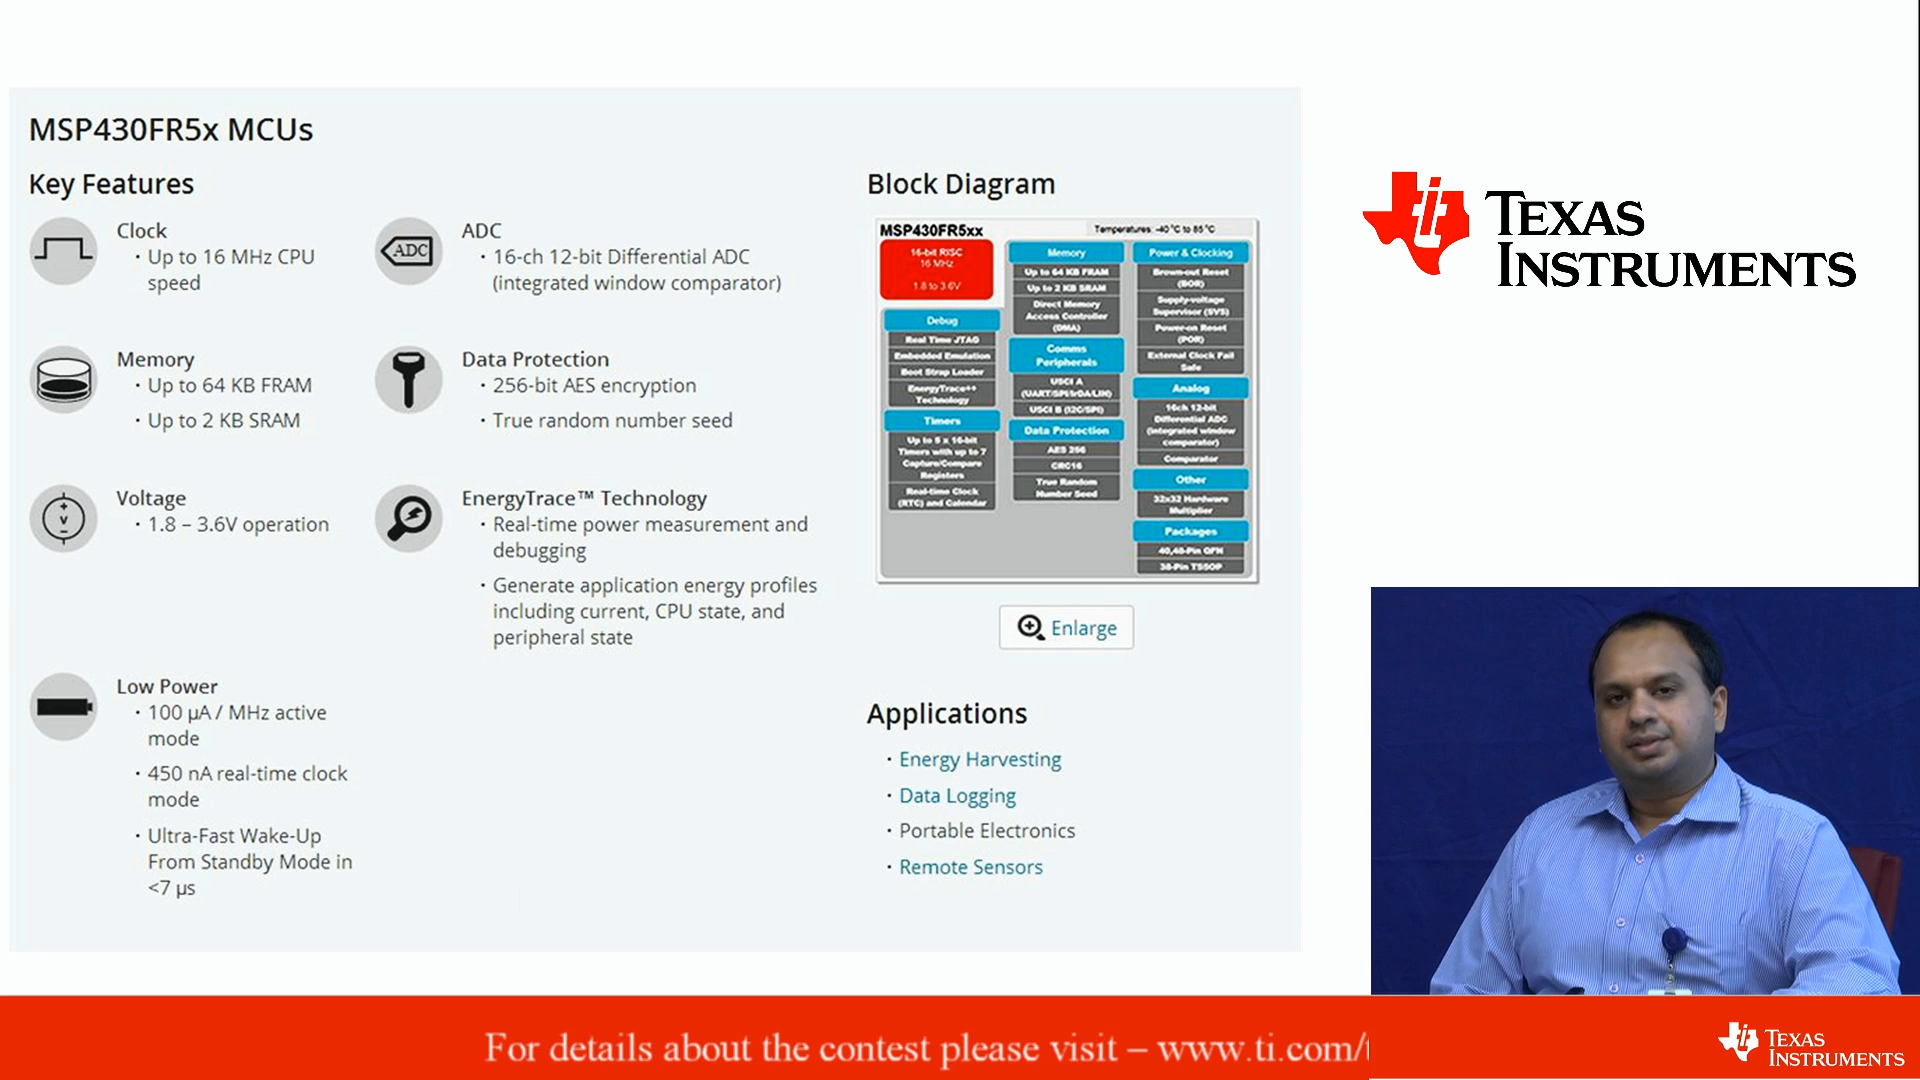 MSP430FR5x MCUs
Key Features
Clock
· Up to 16 MHz CPU
speed
Memory
· Up to 64 KB FRAM
· Up to 2 KB SRAM
Voltage
· 1.8 – 3.6V operation
Low Power
· 100 µA / MHz active
mode
· 450 nA real-time clock
mode
· Ultra-Fast Wake-Up
From Standby Mode in
<7 µs
ADC
ADC
· 16-ch 12-bit Differential ADC
(integrated window comparator)
Data Protection
· 256-bit AES encryption
· True random number seed
EnergyTrace™ Technology
· Real-time power measurement and
debugging
· Generate application energy profiles
including current, CPU state, and
peripheral state
Block Diagram
MSP430FR5xx
Temperatures: -40°C to 85°C
16-bit RISC
16 MHz
1.8 to 3.6V
Debug
Real Time JTAG
Embedded Emulation
Boot Strap Loader
EnergyTrace++
Technology
Timers
Up to 5 x 16-bit
Timers with up to 7
Capture/Compare
Registers
Real-time Clock
(RTC) and Calendar
Memory
Up to 64 KB FRAM
Up to 2 KB SRAM
Direct Memory
Access Controller
(DMA)
Comms
Peripherals
USCI A
(UART/SPI/IrDA/LIN)
USCI B (I2C/SPI)
Data Protection
AES 256
CRC16
True Random
Number Seed
Power & Clocking
Brown-out Reset
(BOR)
Supply-voltage
Supervisor (SVS)
Power-on Reset
(POR)
External Clock Fail
Safe
Analog
16ch 12-bit
Differential ADC
(integrated window
comparator)
Comparator
Other
32x32 Hardware
Multiplier
Packages
40,48-Pin QFN
38-Pin TSSOP
Enlarge
Applications
· Energy Harvesting
· Data Logging
· Portable Electronics
· Remote Sensors
TEXAS
INSTRUMENTS
For details about the contest please visit – www.ti.com/
TEXAS
INSTRUMENTS